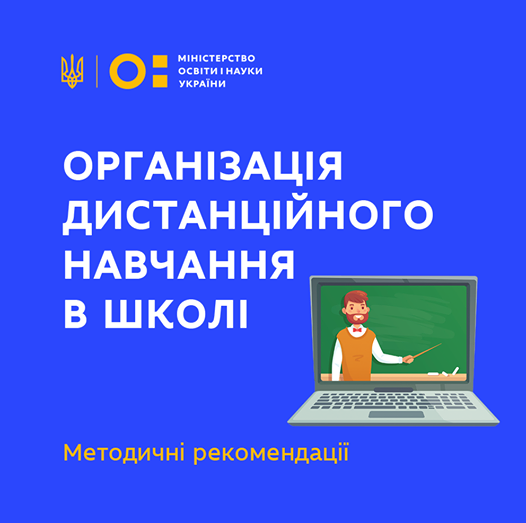 МІНІСТЕРСТВО
ОСВІТИ І НАУКИ
УКРАЇНИ
ОРГАНІЗАЦІЯ
ДИСТАНЦІЙНОГО
НАВЧАННЯ
В ШКОЛІ
Методичні рекомендації